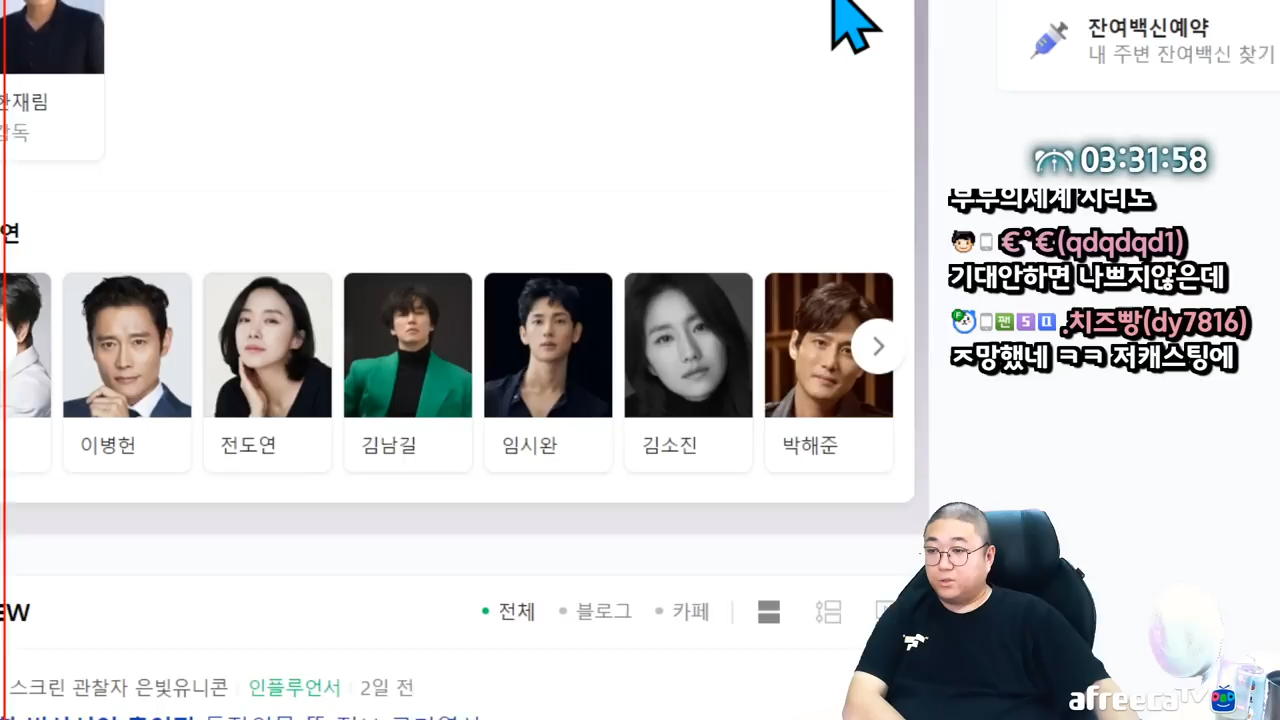 잔여백신예약
내 주변 잔여백신 찾기
한재림
감독
03:31:58
부부의세계 지리노
€˚€(qdqdqd1)
기대안하면 나쁘지않은데
팬 S .치즈빵(dy7816)
ㅈ망했네 ㅋㅋ 저캐스팅에
연
이병헌
전도연
김남길
임시완
김소진
박해준
EW
전체
블로그
카페
스크린 관찰자 은빛유니콘
인플루언서
2일 전
afreecaTV